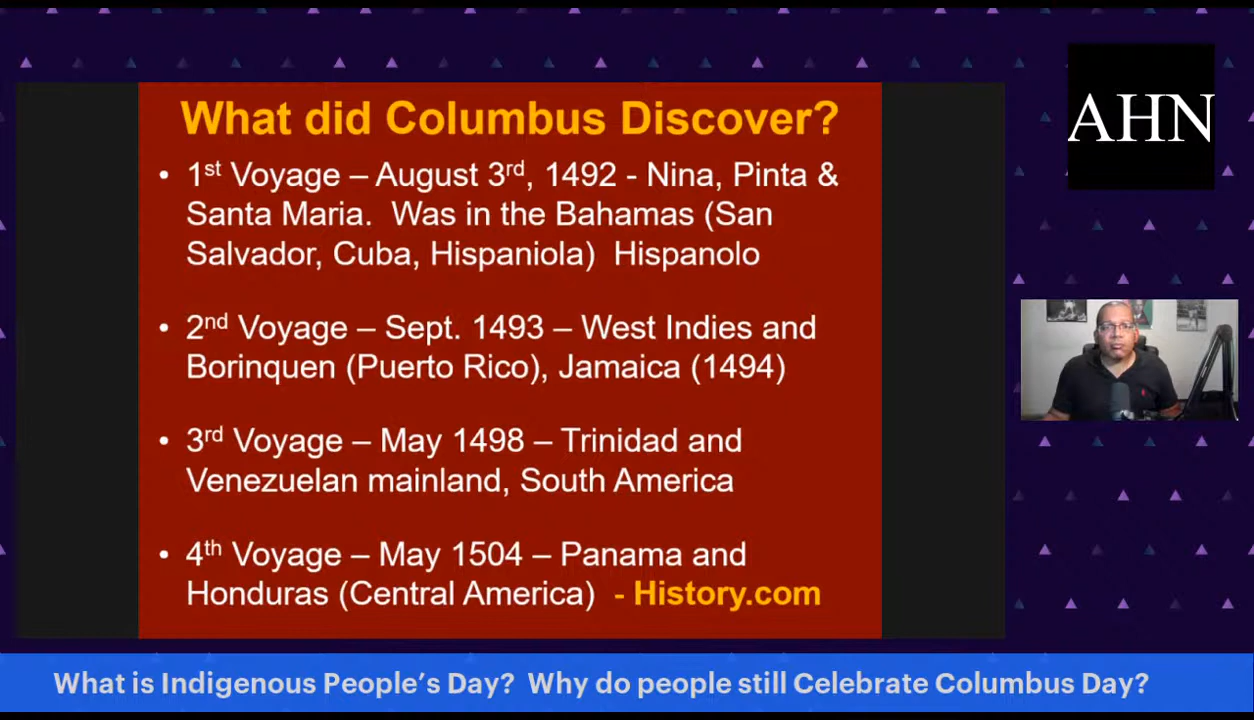 What did Columbus Discover?
• 1st Voyage – August 3rd, 1492 - Nina, Pinta &
Santa Maria.  Was in the Bahamas (San
Salvador, Cuba, Hispaniola)  Hispanolo
• 2nd Voyage – Sept. 1493 – West Indies and
Borinquen (Puerto Rico), Jamaica (1494)
• 3rd Voyage – May 1498 – Trinidad and
Venezuelan mainland, South America
• 4th Voyage – May 1504 – Panama and
Honduras (Central America)  - History.com
AHN
What is Indigenous People's Day?  Why do people still Celebrate Columbus Day?